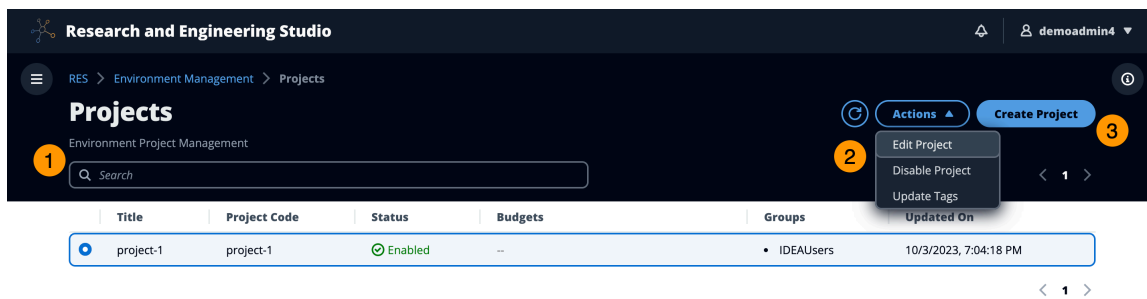 Research and Engineering Studio
demoadmin4
RES > Environment Management > Projects
Projects
Actions
Create Project
3
Environment Project Management
Edit Project
2
1
Search
Disable Project
< 1 >
Update Tags
Title Project Code Status Budgets Groups Updated On
project-1 project-1 Enabled -- • IDEAUsers 10/3/2023, 7:04:18 PM
< 1 >